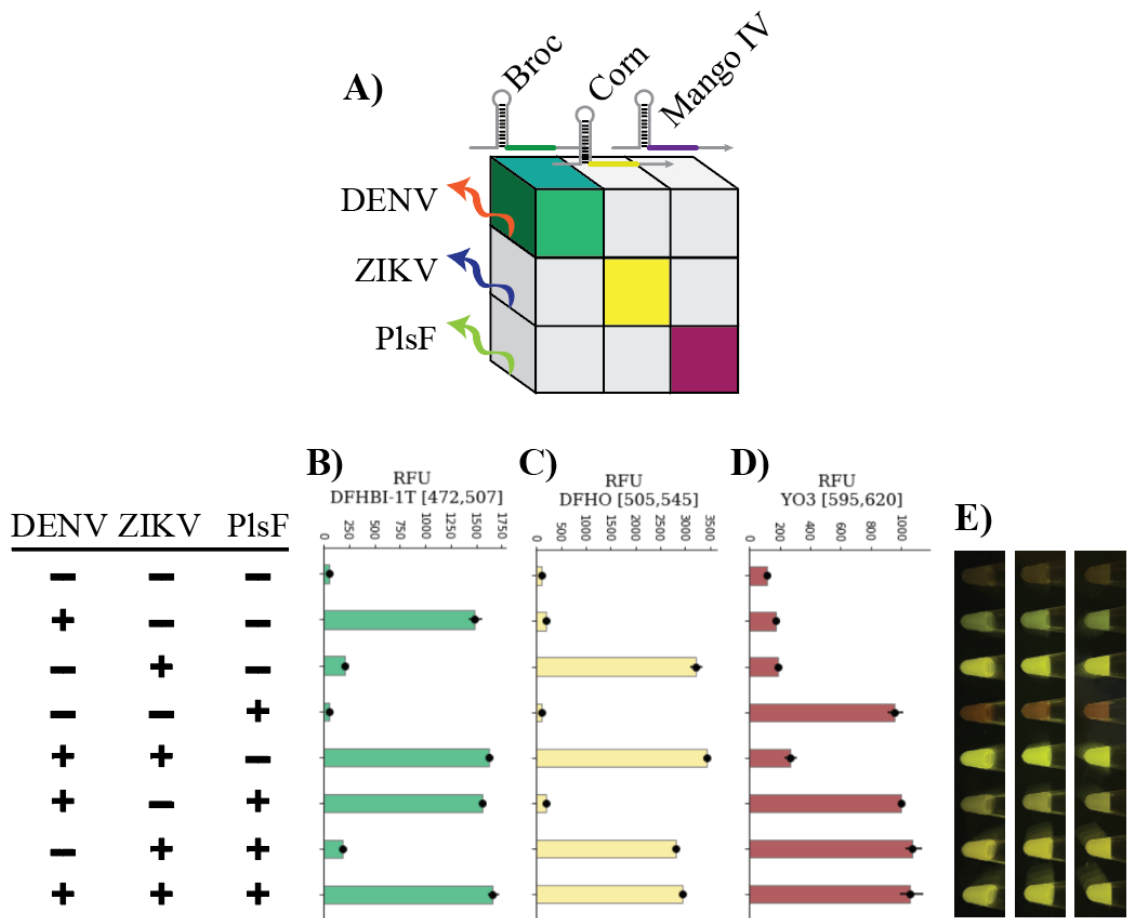 A)
Broc
Corn
Mango IV
DENV
ZIKV
PlsF
B)
RFU
DFHBI-1T [472,507]
0 250 500 750 1000 1250 1500 1750
C)
RFU
DFHO [505,545]
0 500 1000 1500 2000 2500 3000 3500
D)
RFU
YO3 [595,620]
0 200 400 600 800 1000
E)
DENV ZIKV PlsF
− − −
+ − −
− + −
− − +
+ + −
+ − +
− + +
+ + +